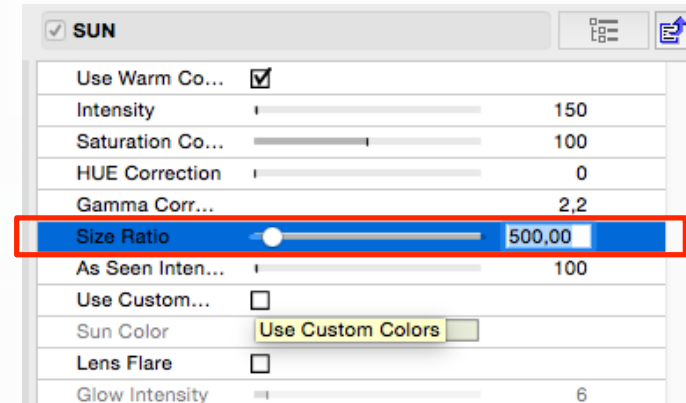 SUN
Use Warm Co...
Intensity 150
Saturation Co... 100
HUE Correction 0
Gamma Corr... 2,2
Size Ratio 500,00
As Seen Inten... 100
Use Custom...
Sun Color Use Custom Colors
Lens Flare
Glow Intensity 6